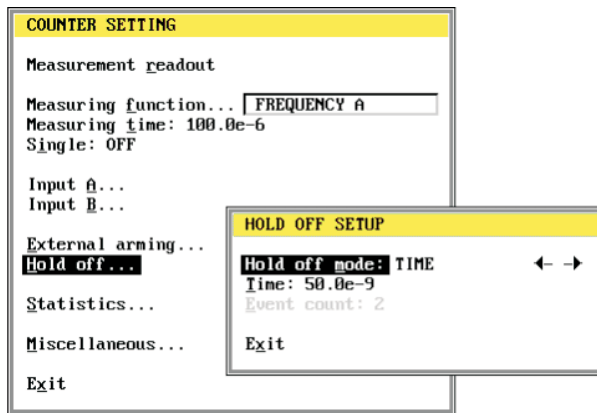 COUNTER SETTING
Measurement readout
Measuring function... FREQUENCY A
Measuring time: 100.0e-6
Single: OFF
Input A...
Input B...
External arming...
Hold off...
Statistics...
Miscellaneous...
Exit
HOLD OFF SETUP
Hold off mode: TIME
Time: 50.0e-9
Event count: 2
Exit